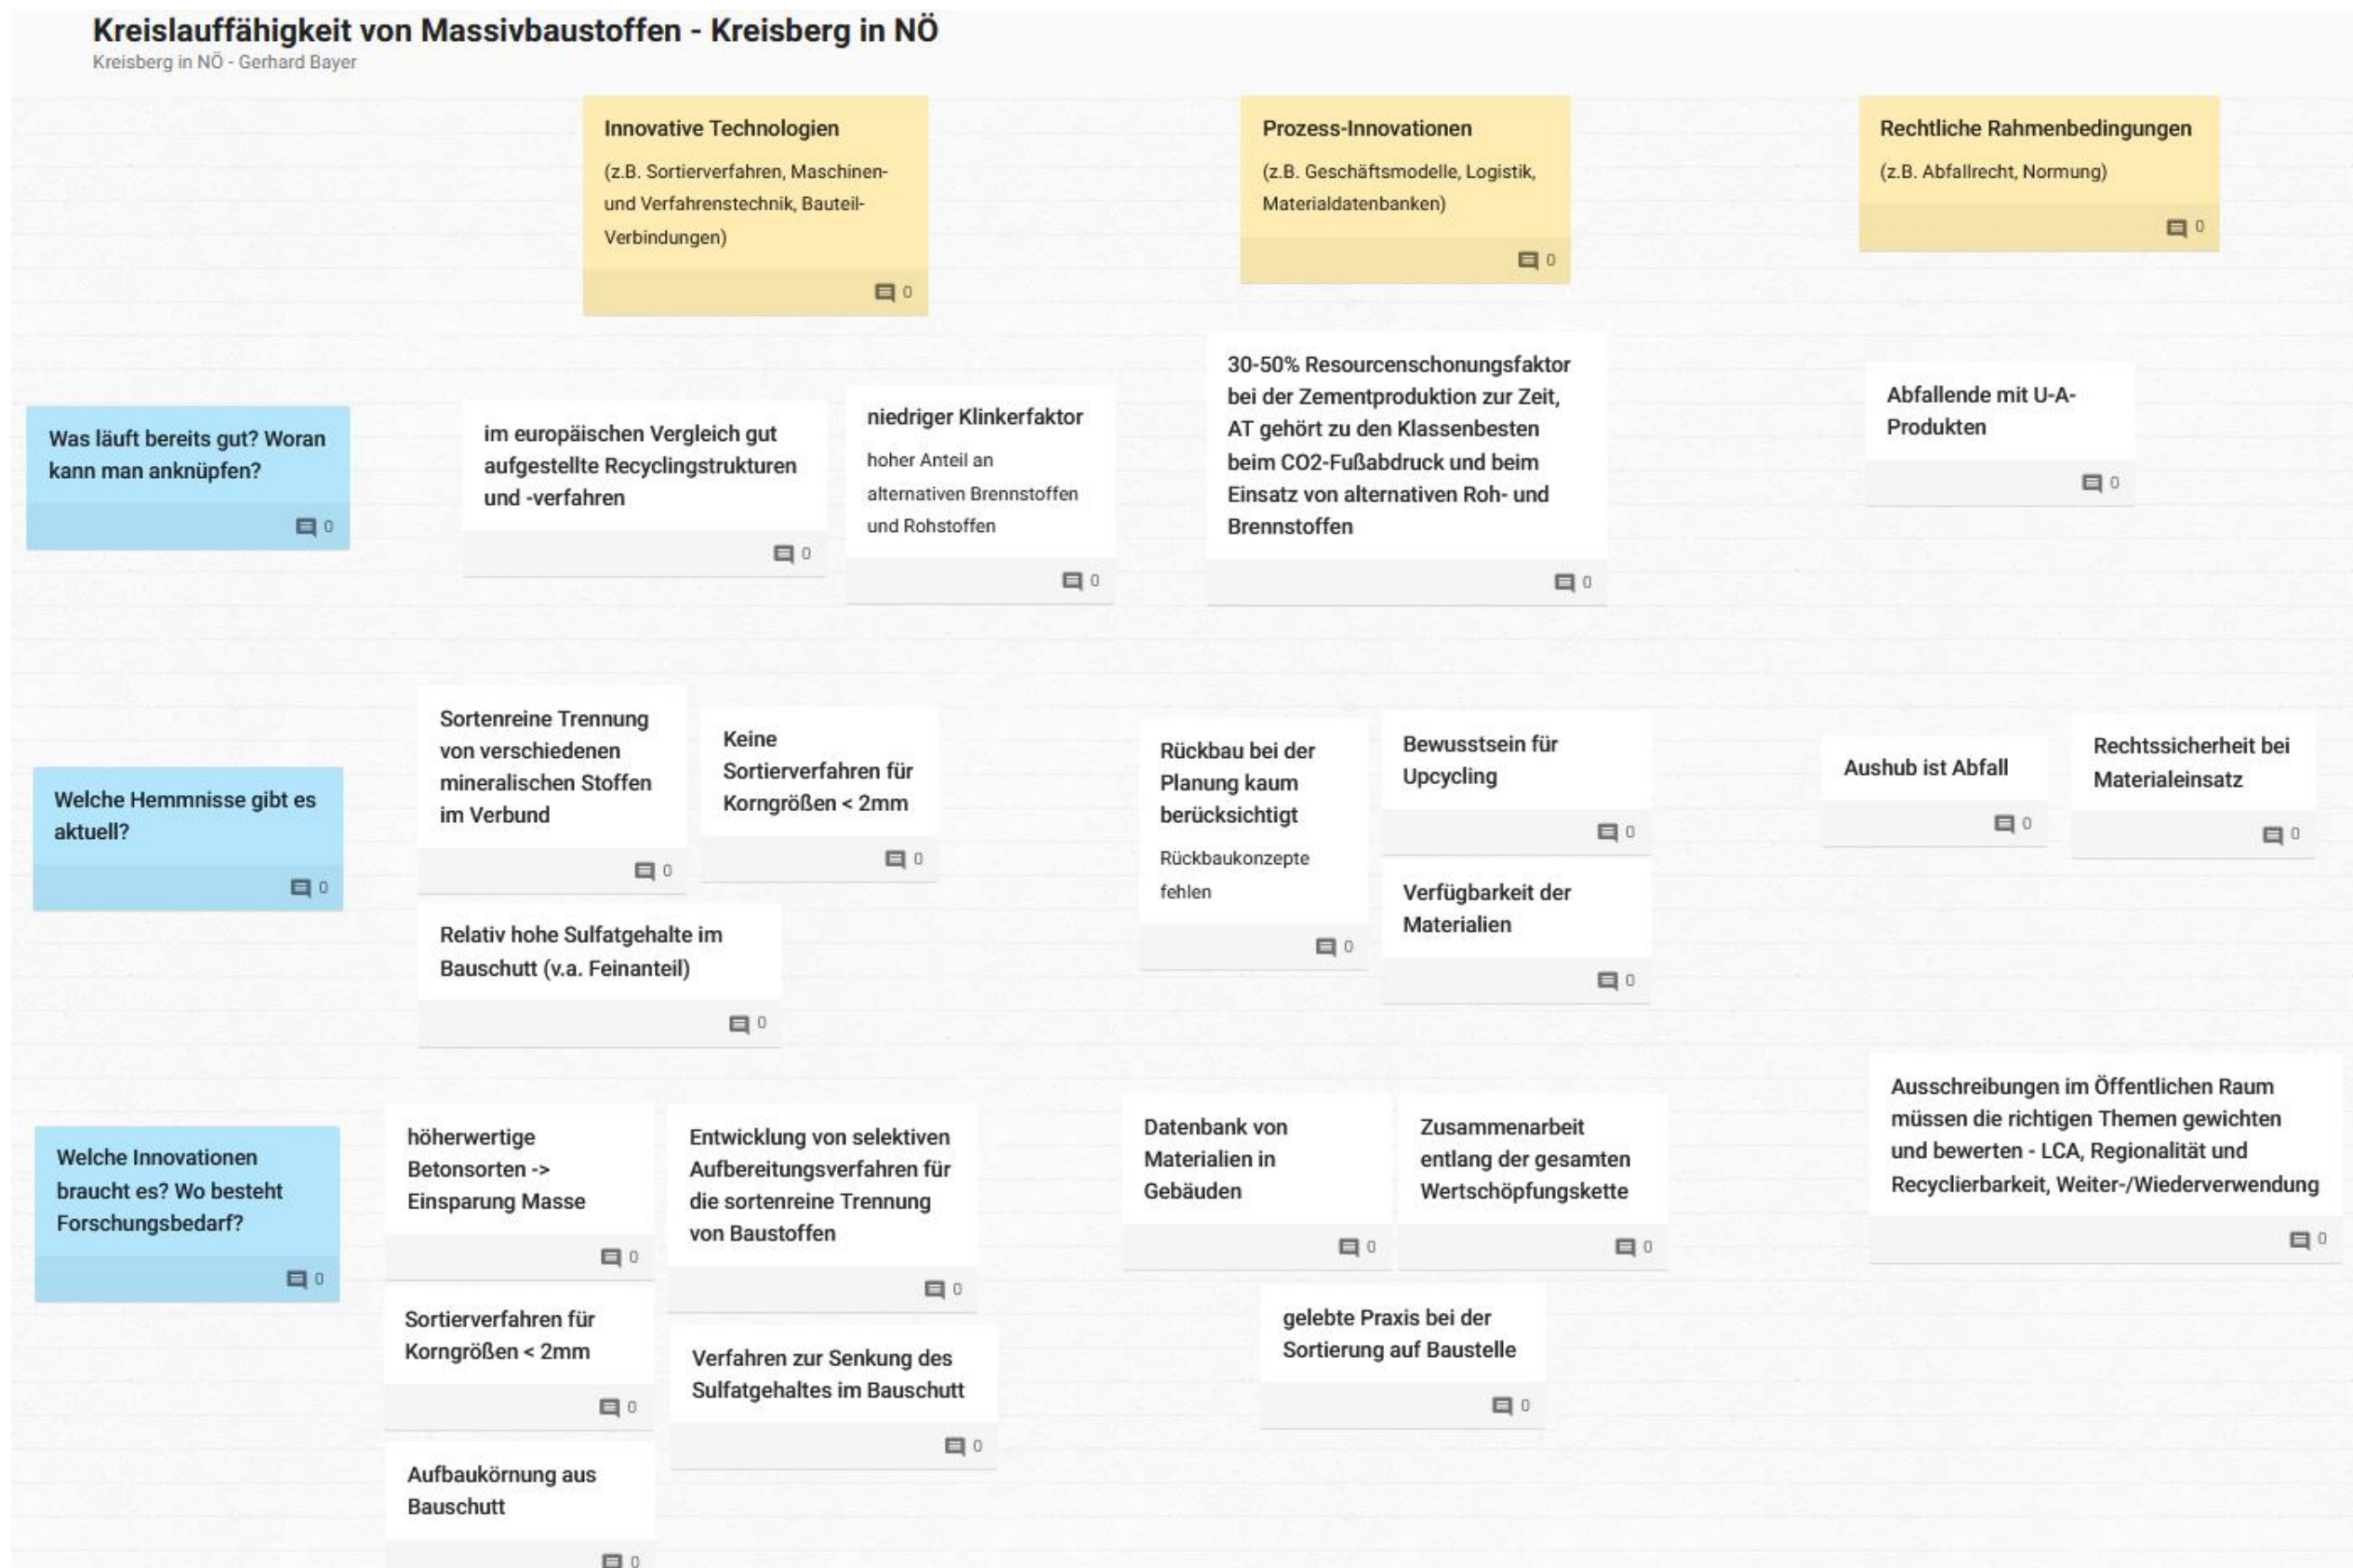 Kreislauffähigkeit von Massivbaustoffen - Kreisberg in NÖ
Kreisberg in NÖ - Gerhard Bayer
Innovative Technologien
(z.B. Sortierverfahren, Maschinen-
und Verfahrenstechnik, Bauteil-
Verbindungen)
0
Prozess-Innovationen
(z.B. Geschäftsmodelle, Logistik,
Materialdatenbanken)
0
Rechtliche Rahmenbedingungen
(z.B. Abfallrecht, Normung)
0
Was läuft bereits gut? Woran
kann man anknüpfen?
0
im europäischen Vergleich gut
aufgestellte Recyclingstrukturen
und -verfahren
0
niedriger Klinkerfaktor
hoher Anteil an
alternativen Brennstoffen
und Rohstoffen
0
30-50% Resourcenschonungsfaktor
bei der Zementproduktion zur Zeit,
AT gehört zu den Klassenbesten
beim CO2-Fußabdruck und beim
Einsatz von alternativen Roh- und
Brennstoffen
0
Abfallende mit U-A-
Produkten
0
Welche Hemmnisse gibt es
aktuell?
0
Sortenreine Trennung
von verschiedenen
mineralischen Stoffen
im Verbund
0
Keine
Sortierverfahren für
Korngrößen < 2mm
0
Relativ hohe Sulfatgehalte im
Bauschutt (v.a. Feinanteil)
0
Rückbau bei der
Planung kaum
berücksichtigt
Rückbaukonzepte
fehlen
0
Bewusstsein für
Upcycling
0
Verfügbarkeit der
Materialien
0
Aushub ist Abfall
0
Rechtssicherheit bei
Materialeinsatz
0
Welche Innovationen
braucht es? Wo besteht
Forschungsbedarf?
0
höherwertige
Betonsorten ->
Einsparung Masse
0
Entwicklung von selektiven
Aufbereitungsverfahren für
die sortenreine Trennung
von Baustoffen
0
Sortierverfahren für
Korngrößen < 2mm
0
Verfahren zur Senkung des
Sulfatgehaltes im Bauschutt
0
Aufbaukörnung aus
Bauschutt
0
Datenbank von
Materialien in
Gebäuden
0
Zusammenarbeit
entlang der gesamten
Wertschöpfungskette
0
gelebte Praxis bei der
Sortierung auf Baustelle
0
Ausschreibungen im Öffentlichen Raum
müssen die richtigen Themen gewichten
und bewerten - LCA, Regionalität und
Recyclierbarkeit, Weiter-/Wiederverwendung
0